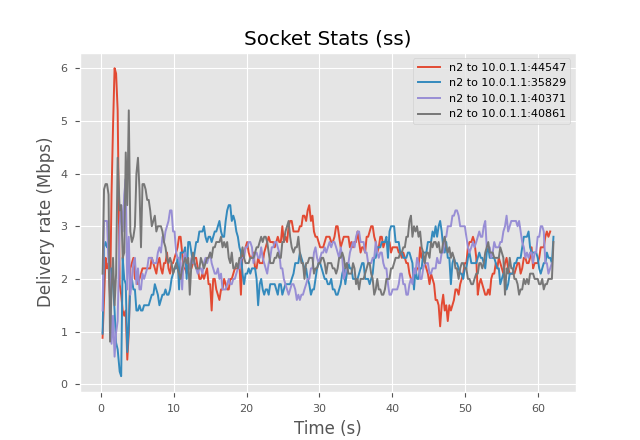 Socket Stats (ss)
n2 to 10.0.1.1:44547
n2 to 10.0.1.1:35829
n2 to 10.0.1.1:40371
n2 to 10.0.1.1:40861
Delivery rate (Mbps)
6
5
4
3
2
1
0
0 10 20 30 40 50 60
Time (s)